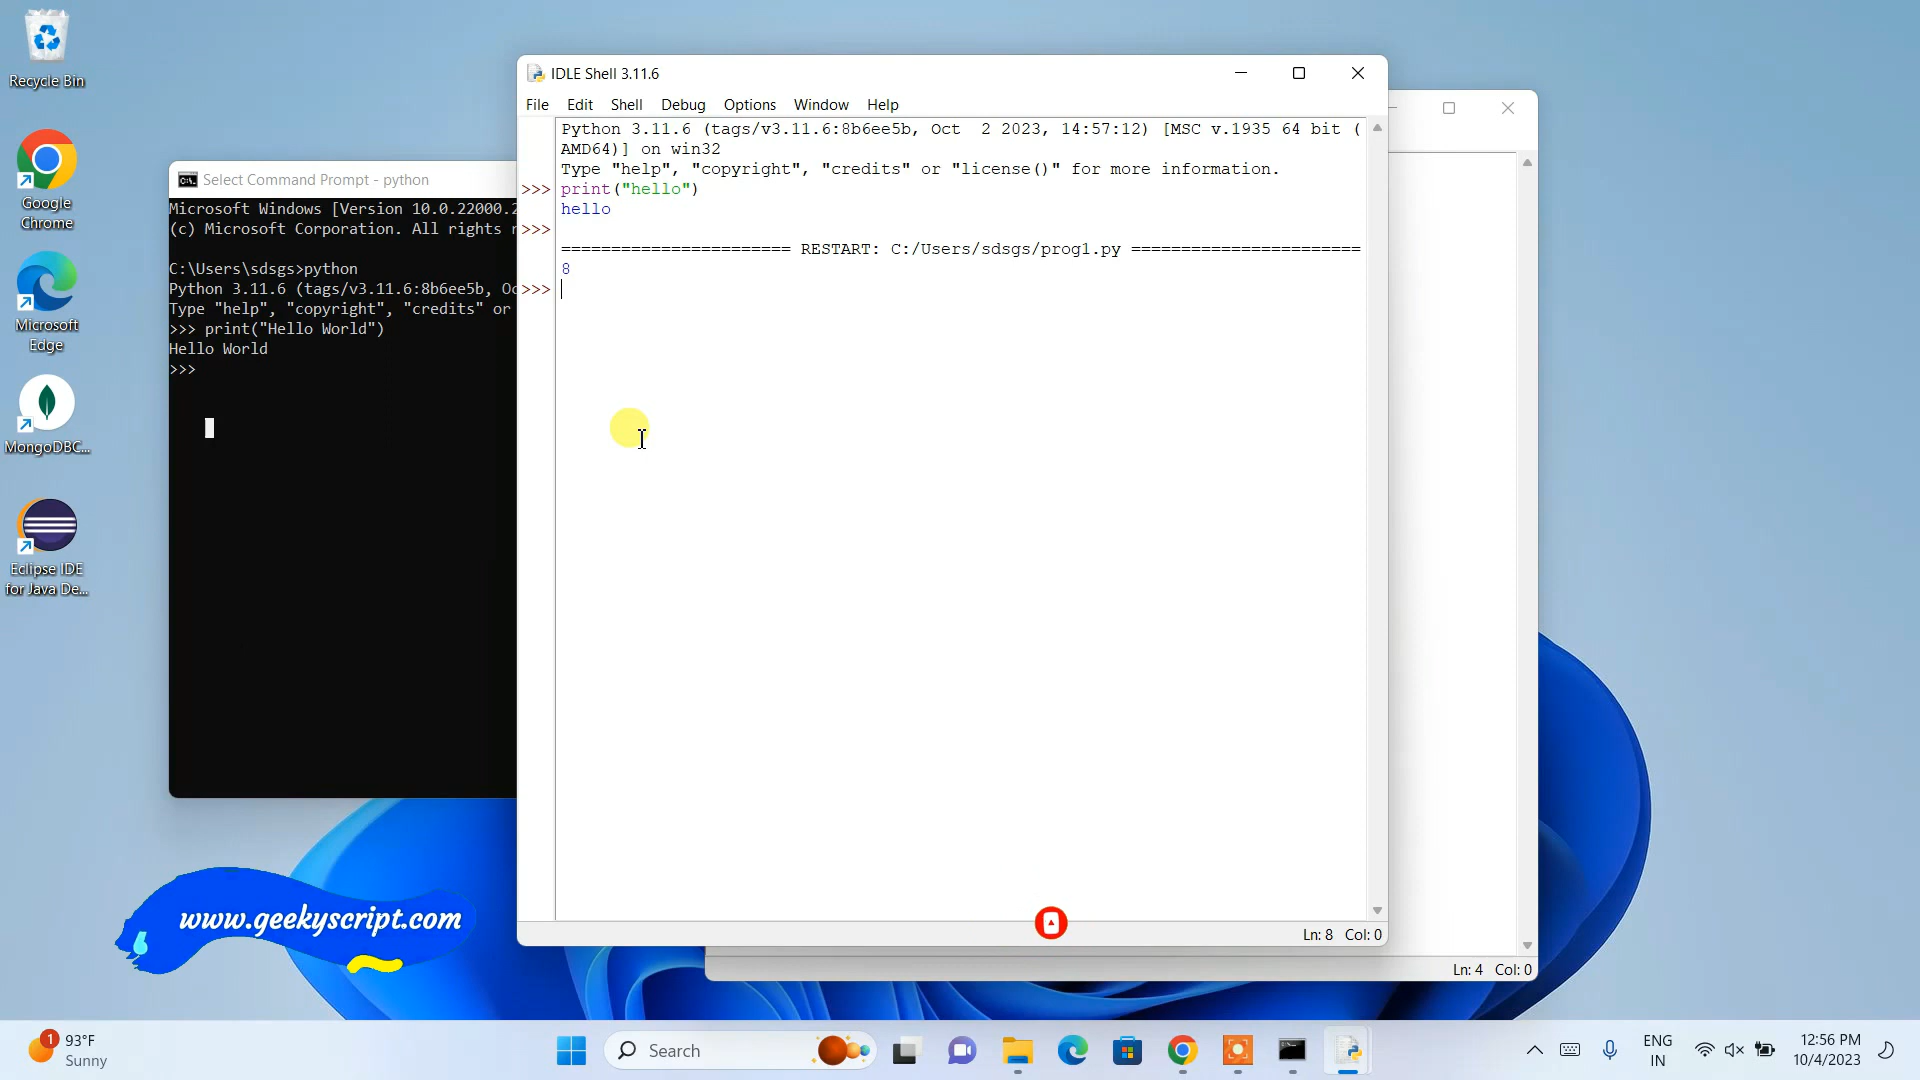 Recycle Bin
Google
Chrome
Microsoft
Edge
MongoDBC...
Eclipse IDE
for Java De...
Select Command Prompt - python
Microsoft Windows [Version 10.0.22000.2
(c) Microsoft Corporation. All rights r
C:\Users\sdsgs>python
Python 3.11.6 (tags/v3.11.6:8b6ee5b, Oc
Type "help", "copyright", "credits" or
>>> print("Hello World")
Hello World
>>>
IDLE Shell 3.11.6
File Edit Shell Debug Options Window Help
Python 3.11.6 (tags/v3.11.6:8b6ee5b, Oct  2 2023, 14:57:12) [MSC v.1935 64 bit (
AMD64)] on win32
Type "help", "copyright", "credits" or "license()" for more information.
>>> print("hello")
hello
>>>
======================= RESTART: C:/Users/sdsgs/prog1.py =======================
8
>>>
Ln: 8 Col: 0
Ln: 4 Col: 0
www.geekyscript.com
1
93°F
Sunny
Search
ENG
IN
12:56 PM
10/4/2023